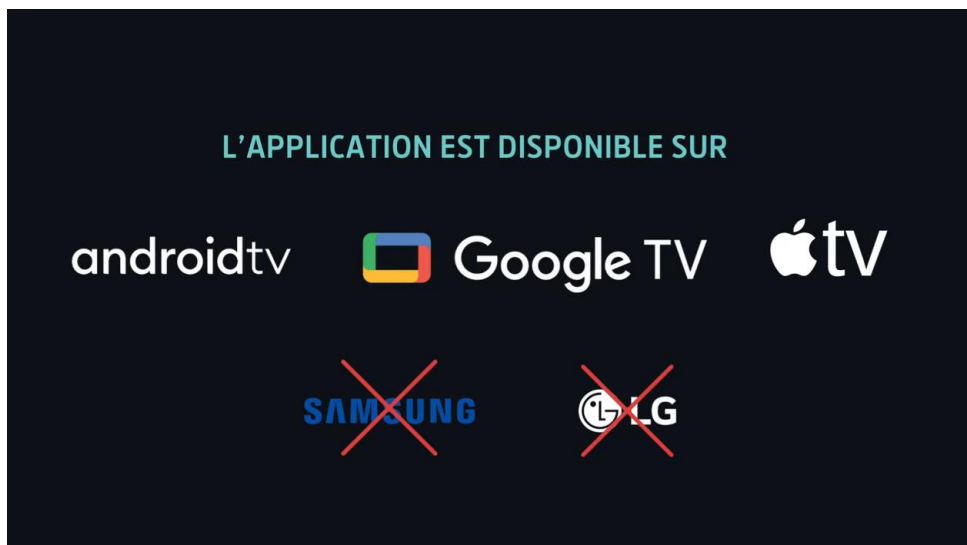 L'APPLICATION EST DISPONIBLE SUR
androidtv Google TV tv
SAMSUNG LG